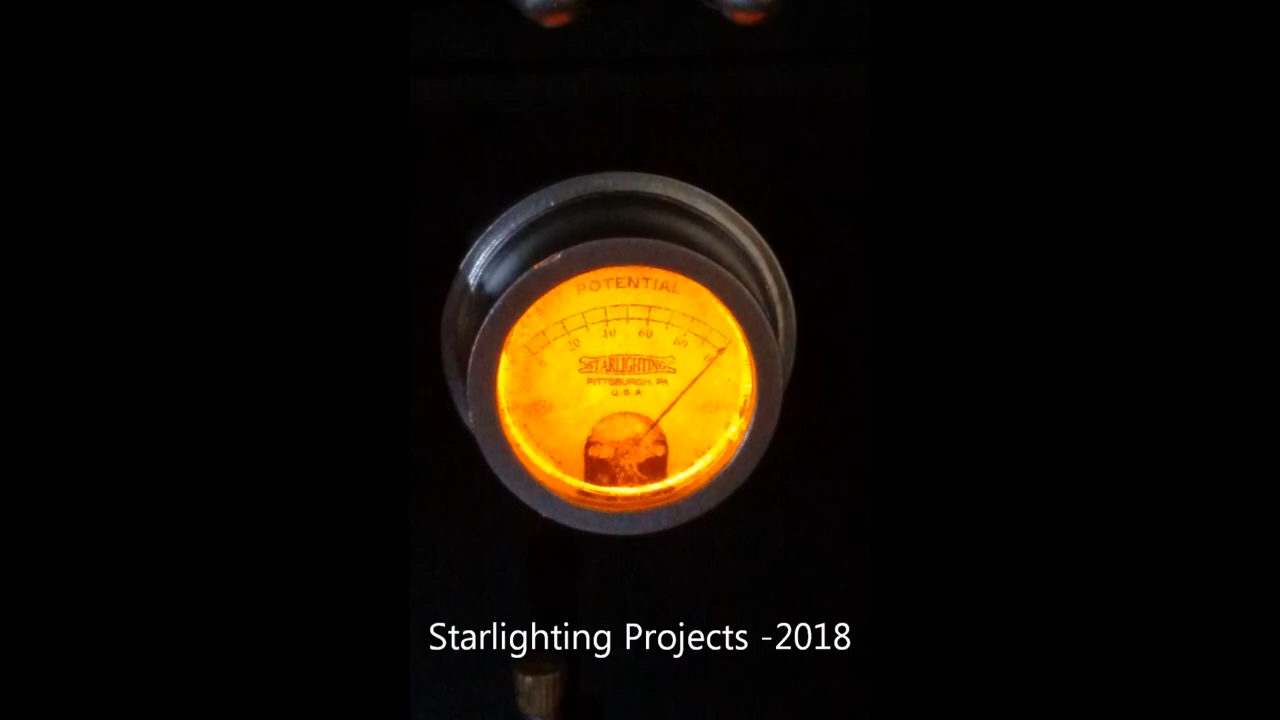 POTENTIAL
20 40 60 80
STARLIGHTING
PITTSBURGH, PA
U.S.A
Starlighting Projects -2018